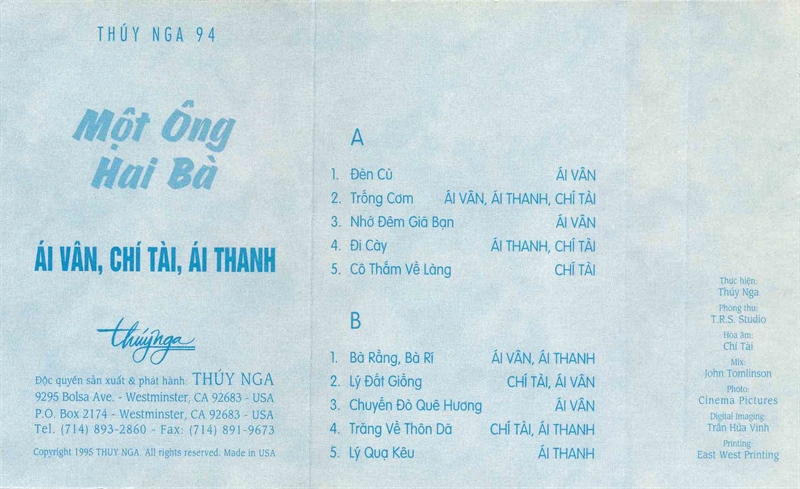 THÚY NGA 94
Một Ông
Hai Bà
ÁI VÂN, CHÍ TÀI, ÁI THANH
thúynga
Độc quyền sản xuất & phát hành: THÚY NGA
9295 Bolsa Ave. - Westminster, CA 92683 - USA
P.O. Box 2174 - Westminster, CA 92683 - USA
Tel. (714) 893-2860 - Fax: (714) 891-9673
Copyright 1995 THUY NGA. All rights reserved. Made in USA
A
1. Đèn Cù ÁI VÂN
2. Trống Cơm ÁI VÂN, ÁI THANH, CHÍ TÀI
3. Nhớ Đêm Giã Bạn ÁI VÂN
4. Đi Cày ÁI THANH, CHÍ TÀI
5. Cô Thắm Về Làng CHÍ TÀI
B
1. Bà Rằng, Bà Rí ÁI VÂN, ÁI THANH
2. Lý Đất Giồng CHÍ TÀI, ÁI VÂN
3. Chuyến Đò Quê Hương ÁI VÂN
4. Trăng Về Thôn Dã CHÍ TÀI, ÁI THANH
5. Lý Quạ Kêu ÁI THANH
Thực hiện:
Thúy Nga
Phòng thu:
T.R.S. Studio
Hòa âm:
Chí Tài
Mix:
John Tomlinson
Photo:
Cinema Pictures
Digital Imaging:
Trần Hứa Vinh
Printing:
East West Printing